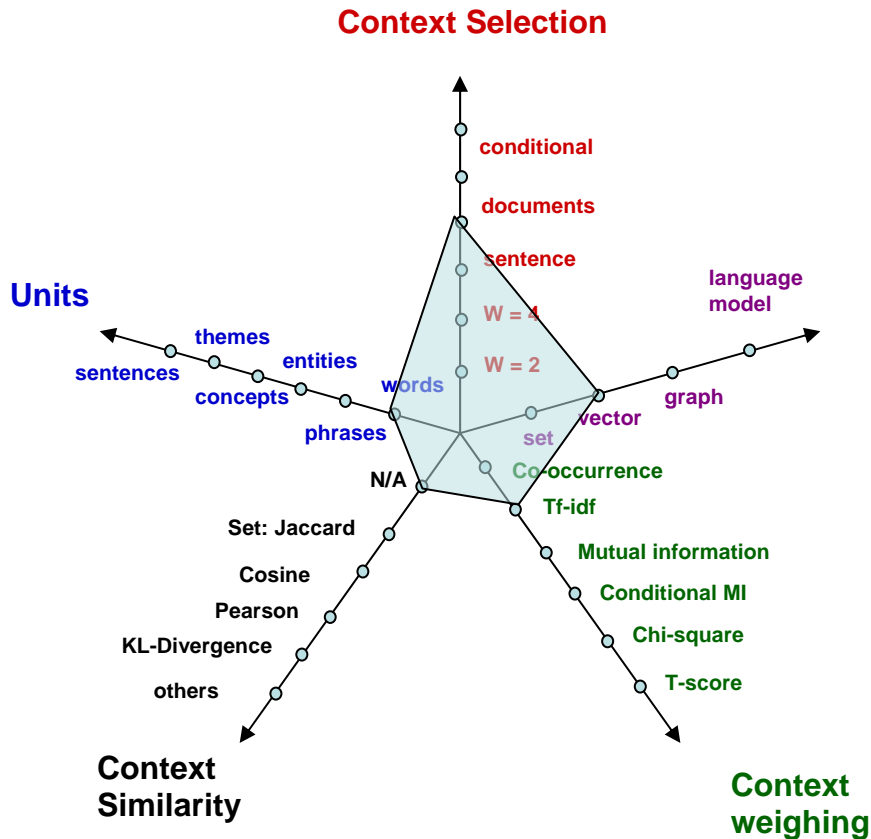 Context Selection
conditional
documents
sentence
W = 4
W = 2
language
model
graph
vector
set
Units
themes
sentences
entities
concepts
words
phrases
N/A
Set: Jaccard
Cosine
Pearson
KL-Divergence
others
Context
Similarity
Co-occurrence
Tf-idf
Mutual information
Conditional MI
Chi-square
T-score
Context
weighing